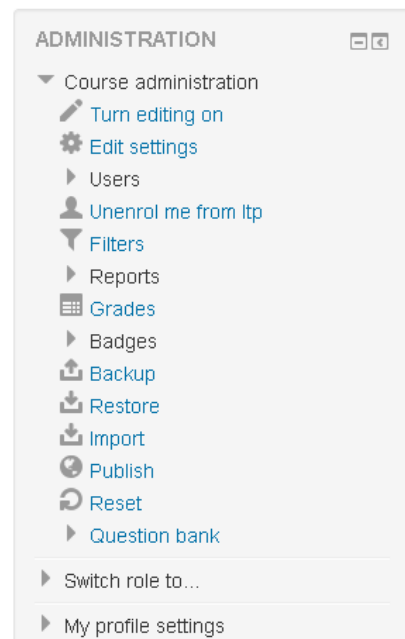 ADMINISTRATION
Course administration
Turn editing on
Edit settings
Users
Unenrol me from ltp
Filters
Reports
Grades
Badges
Backup
Restore
Import
Publish
Reset
Question bank
Switch role to...
My profile settings